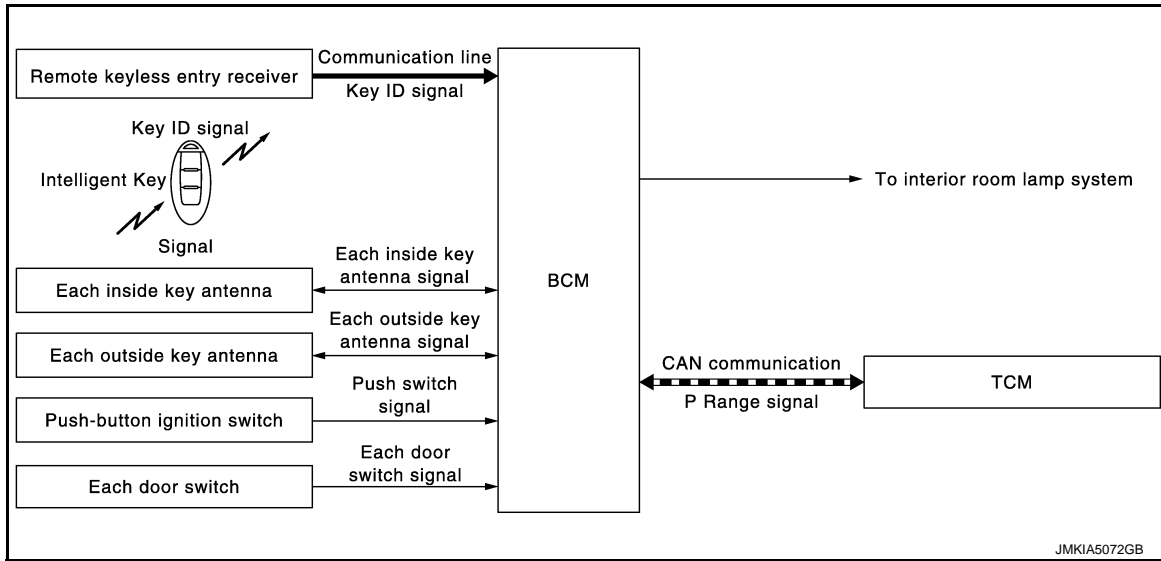 Remote keyless entry receiver
Communication line
Key ID signal
Key ID signal
Intelligent Key
Signal
Each inside key antenna
Each inside key
antenna signal
Each outside key antenna
Each outside key
antenna signal
Push-button ignition switch
Push switch
signal
Each door switch
Each door
switch signal
BCM
To interior room lamp system
CAN communication
P Range signal
TCM
JMKIA5072GB